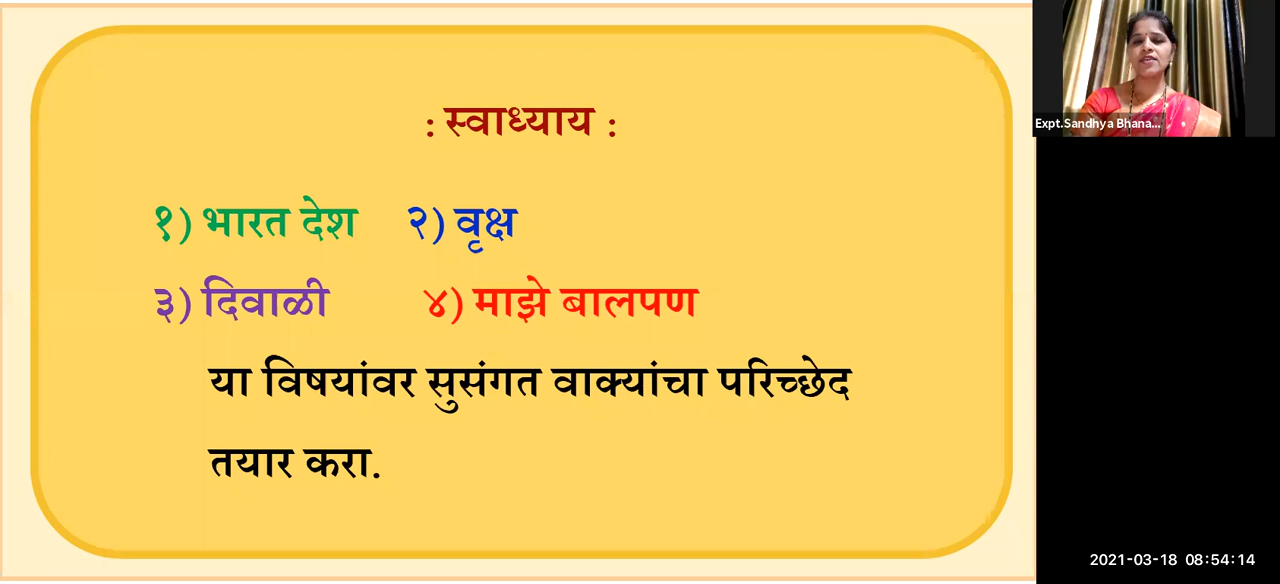 : स्वाध्याय :
१) भारत देश २) वृक्ष
३) दिवाळी ४) माझे बालपण
या विषयांवर सुसंगत वाक्यांचा परिच्छेद
तयार करा.
Expt.Sandhya Bhana...
2021-03-18 08:54:14